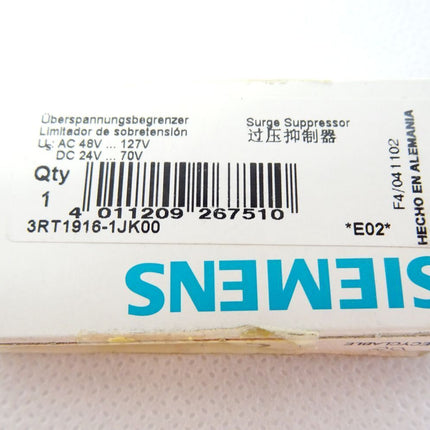 Überspannungsbegrenzer
Limitador de sobretensión
Us: AC 48V ... 127V
DC 24V ... 70V
Surge Suppressor
过压抑制器
Qty
1
4 011209 267510
3RT1916-1JK00
*E02*
F4/041102
HECHO EN ALEMANIA
SIEMENS